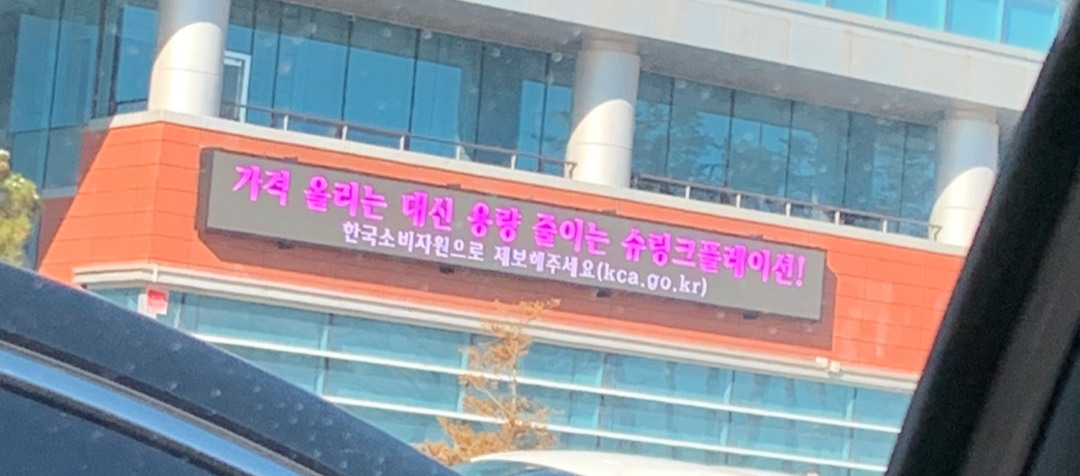 가격 올리는 대신 용량 줄이는 슈링크플레이션!
한국소비자원으로 제보해주세요(kca.go.kr)